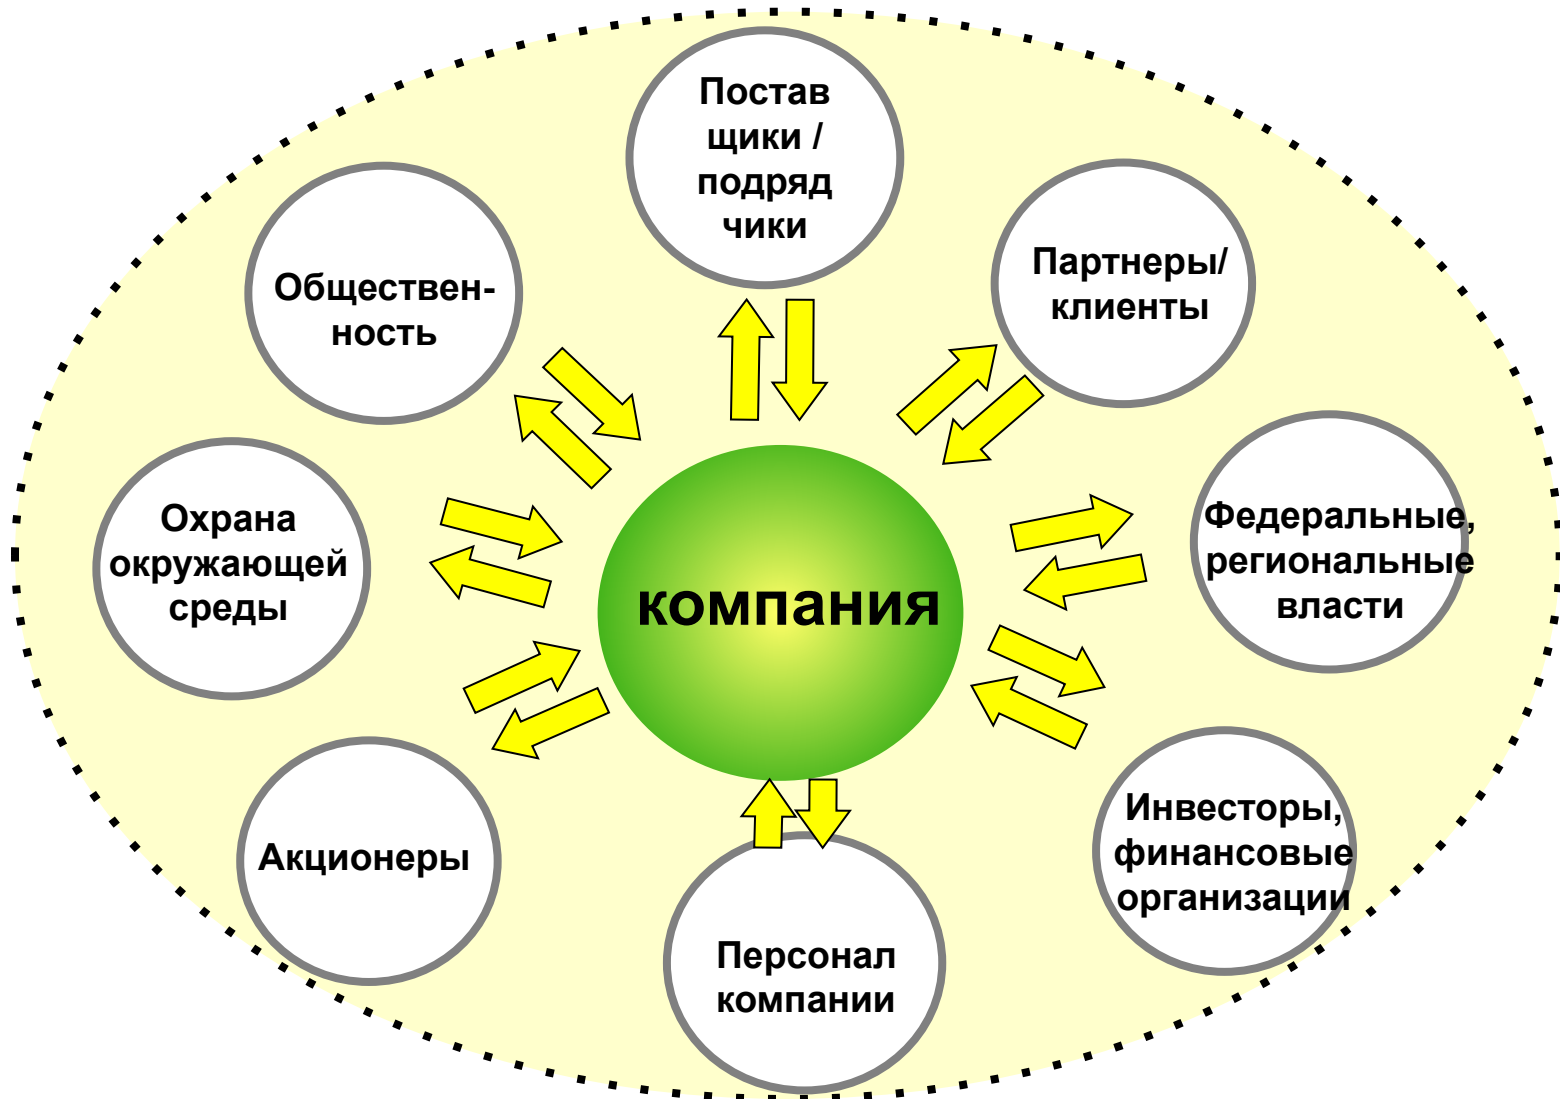 Постав
щики /
подряд
чики
Партнеры/
клиенты
Обществен-
ность
Федеральные,
региональные
власти
Охрана
окружающей
среды
компания
Инвесторы,
финансовые
организации
Акционеры
Персонал
компании